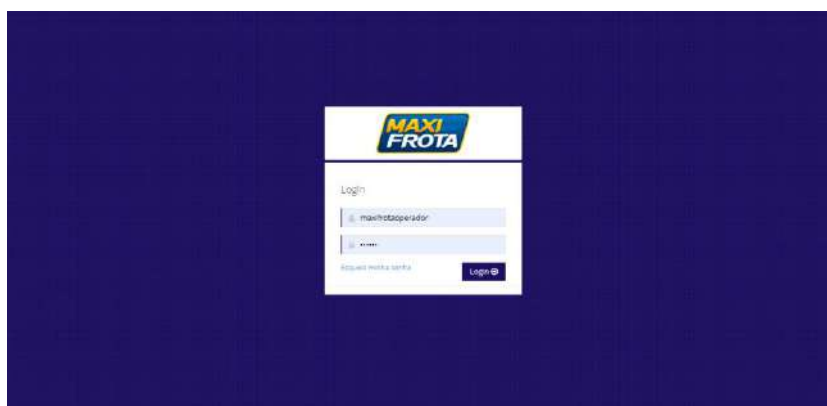 MAXI
FROTA
Login
maxifrotaoperador
••••••
Esqueci minha senha
Login